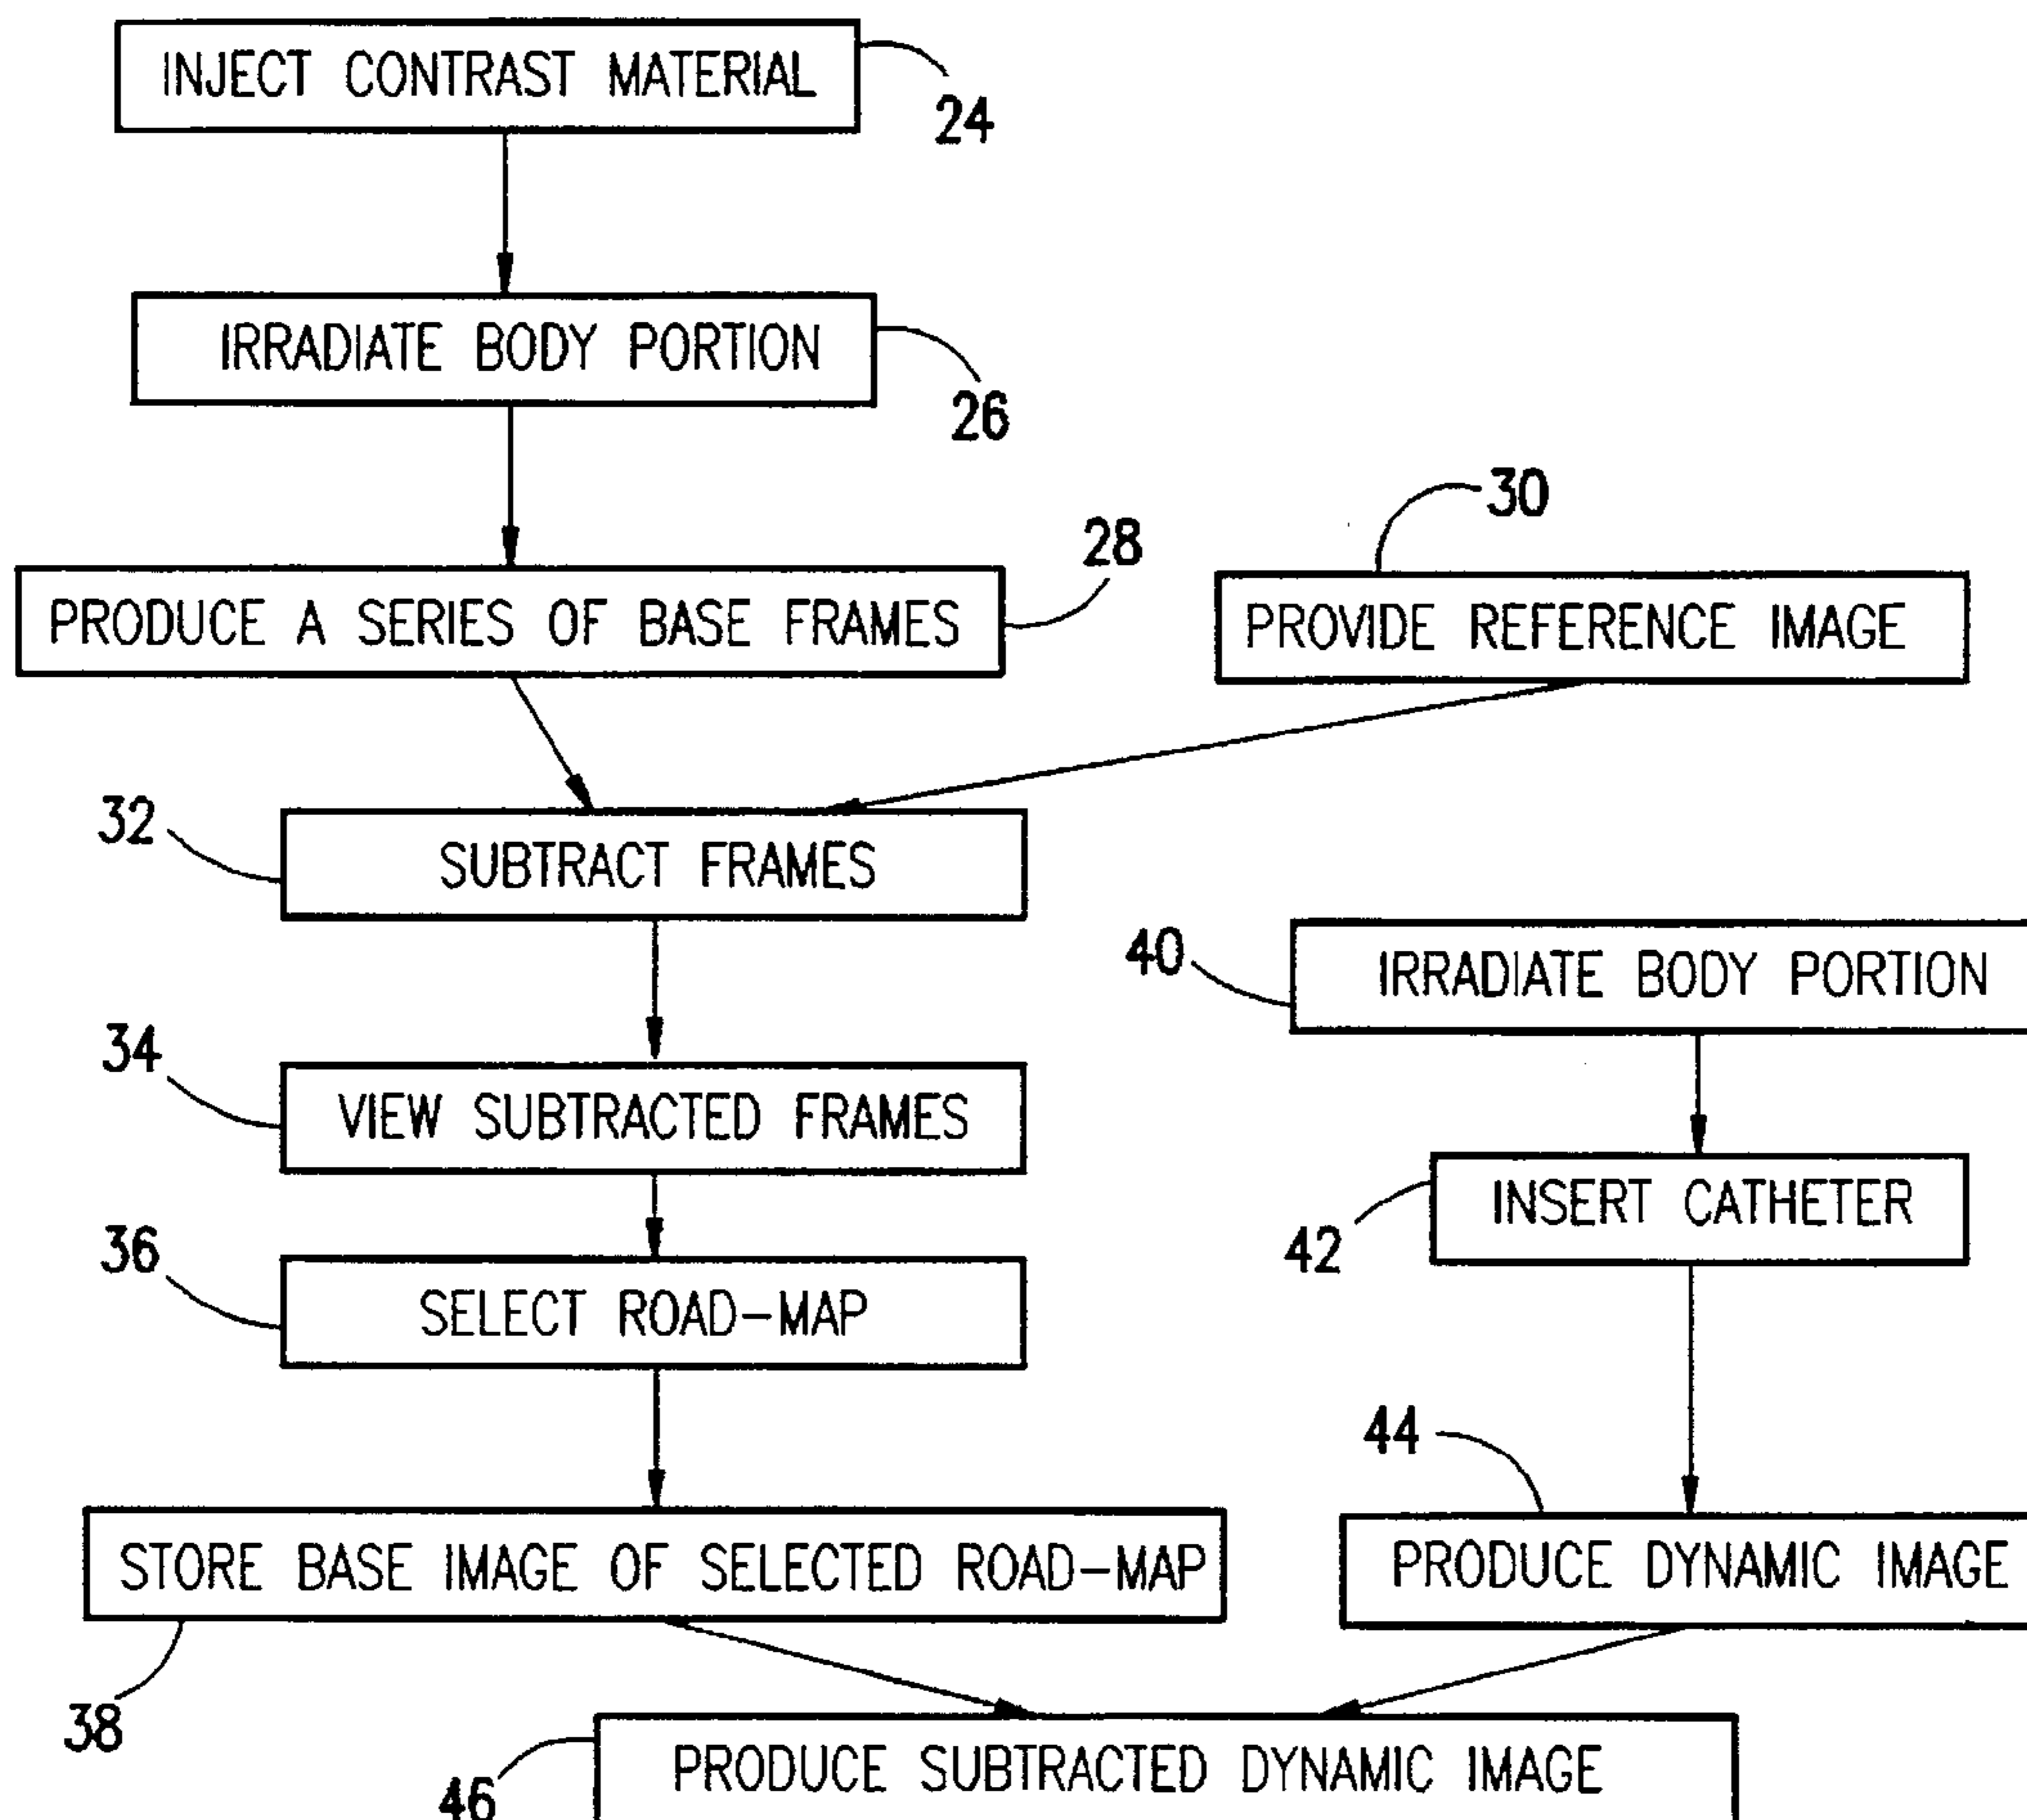 INJECT CONTRAST MATERIAL
24
IRRADIATE BODY PORTION
26
30
28
PRODUCE A SERIES OF BASE FRAMES
PROVIDE REFERENCE IMAGE
32
SUBTRACT FRAMES
40
IRRADIATE BODY PORTION
34
VIEW SUBTRACTED FRAMES
INSERT CATHETER
42
36
SELECT ROAD-MAP
44
STORE BASE IMAGE OF SELECTED ROAD-MAP
PRODUCE DYNAMIC IMAGE
38
PRODUCE SUBTRACTED DYNAMIC IMAGE
46